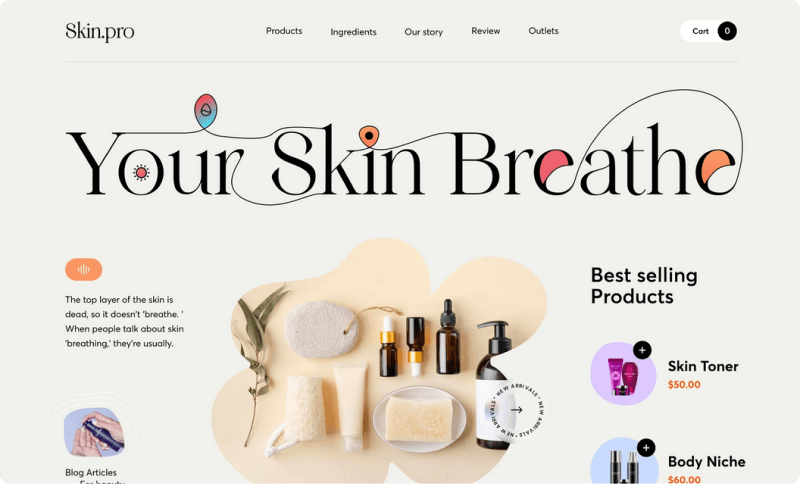 Skin.pro
Products
Ingredients
Our story
Review
Outlets
Cart
0
Your Skin Breathe
The top layer of the skin is
dead, so it doesn't 'breathe. '
When people talk about skin
'breathing,' they're usually.
Blog Articles
For beauty
• NEW ARRIVALS • NEW ARRIVALS • NEW ARRIVALS
Best selling
Products
Skin Toner
$50.00
Body Niche
$60.00